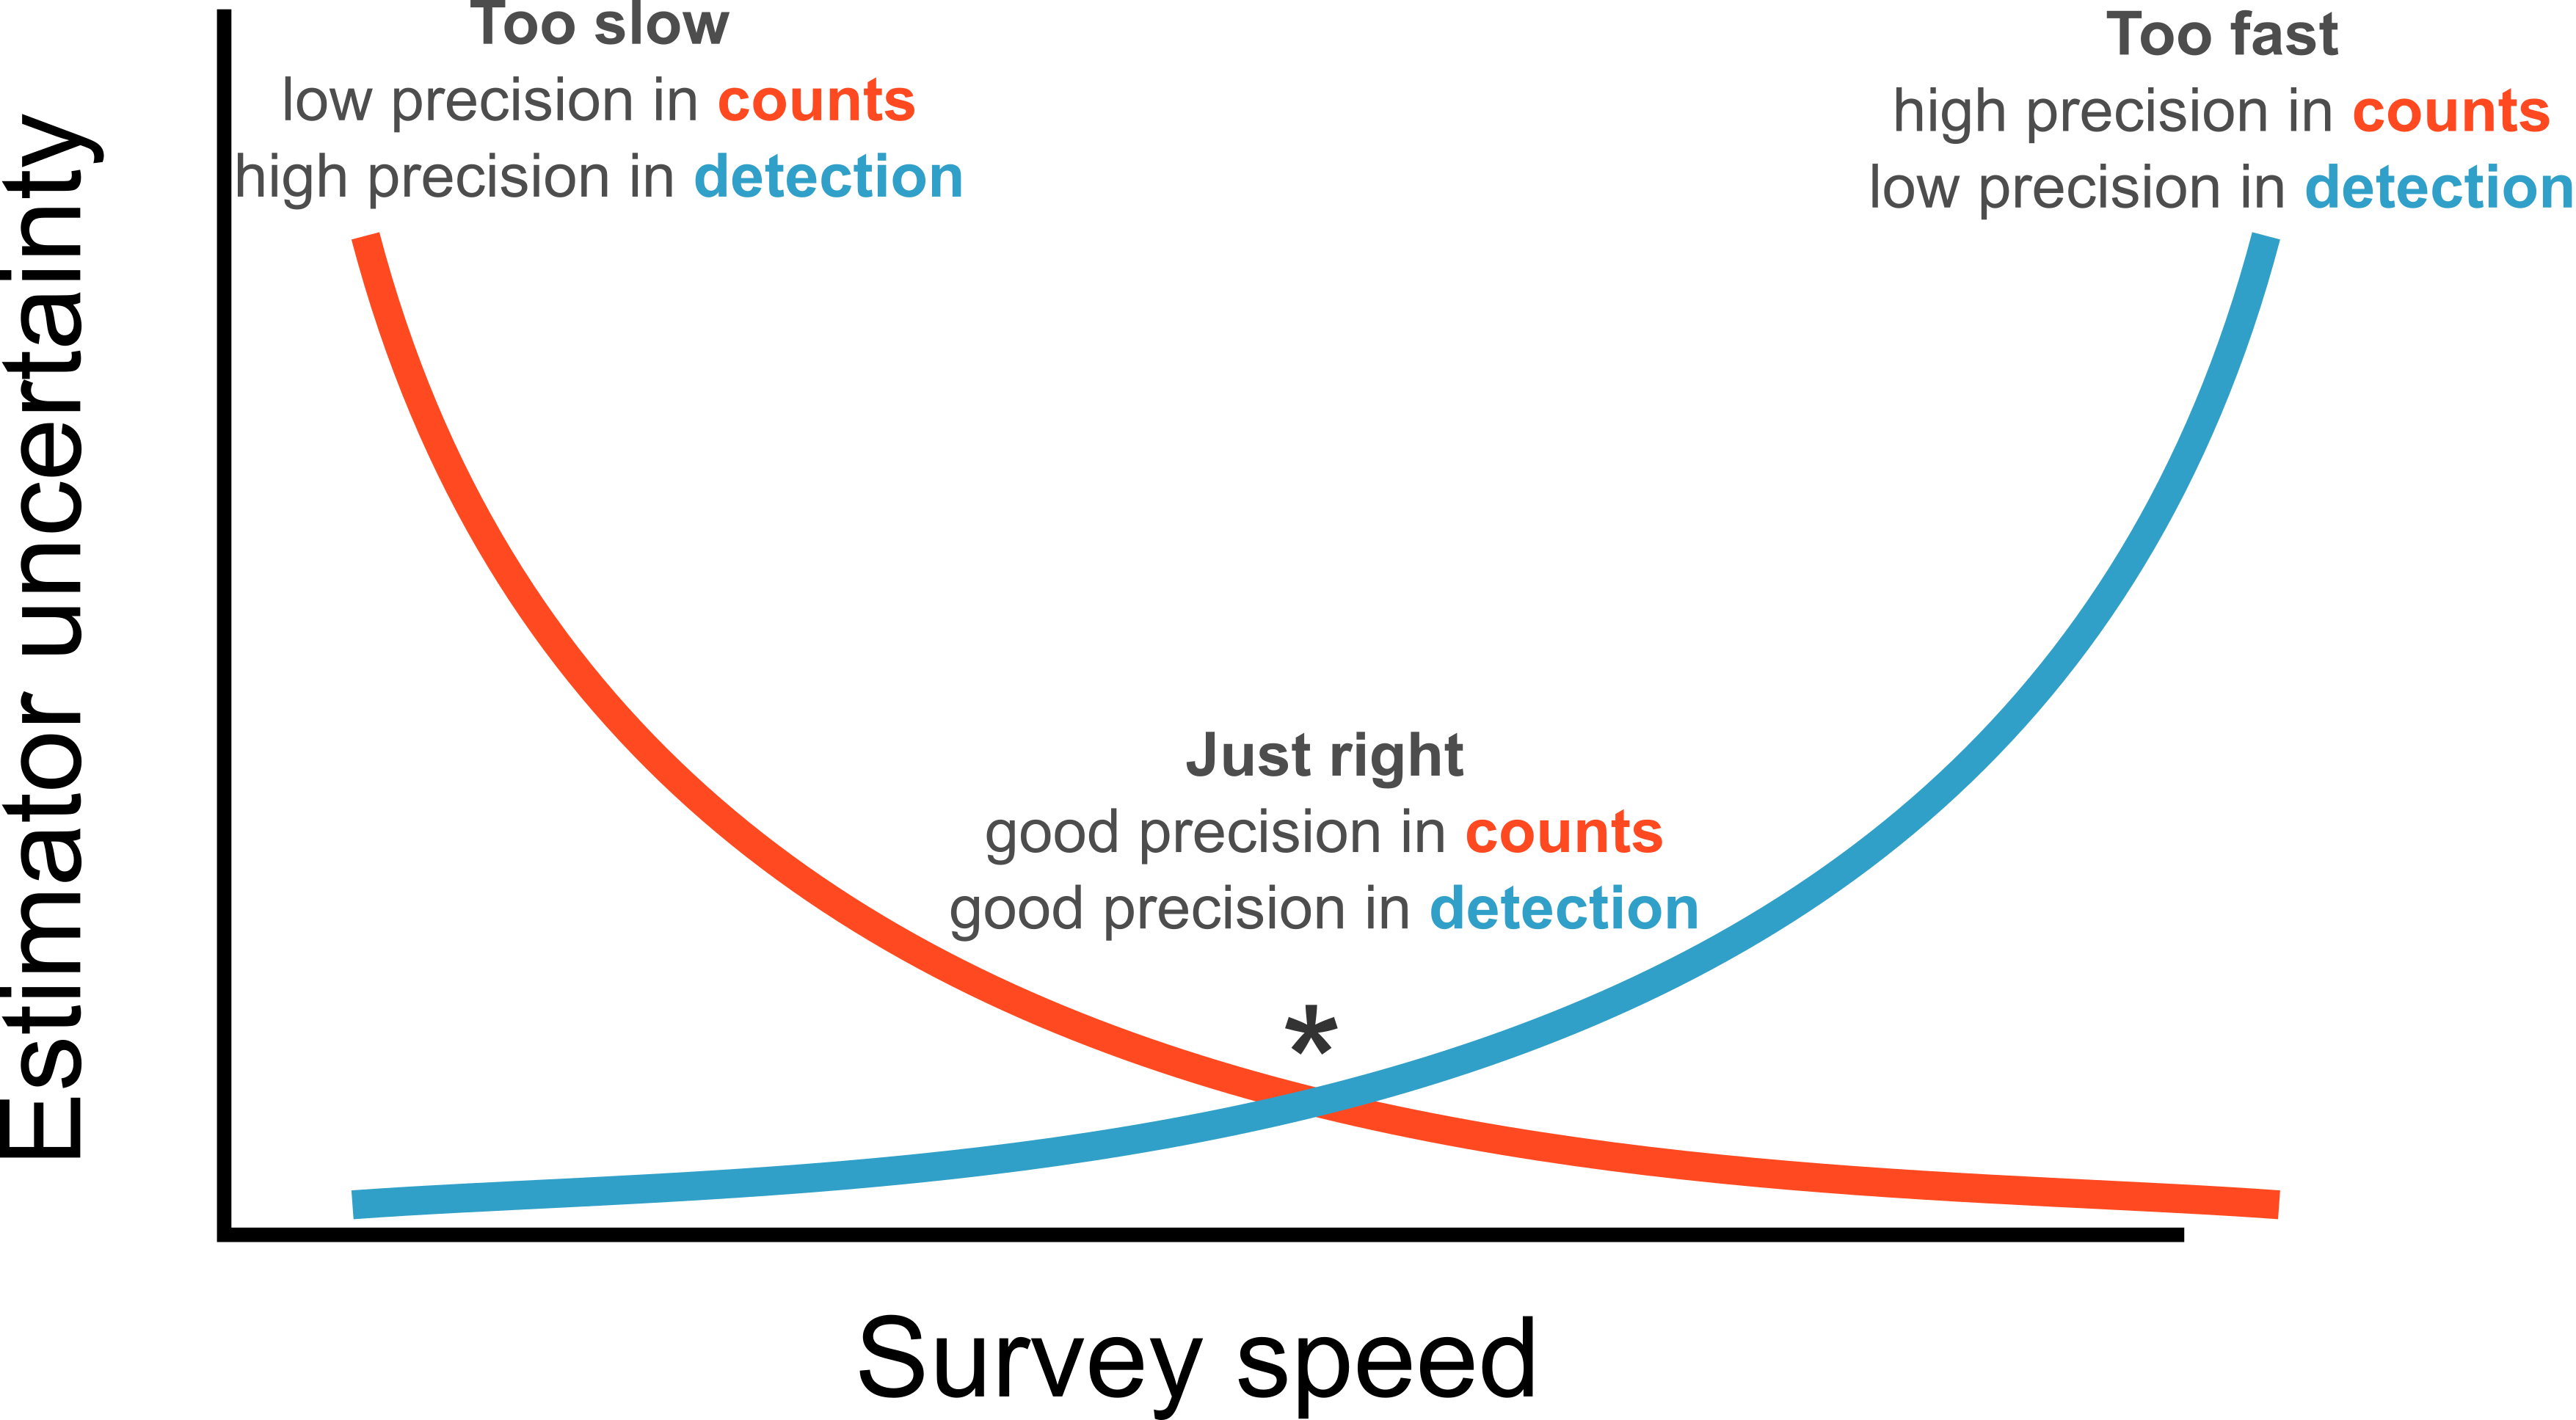 Too slow
low precision in counts
high precision in detection
Too fast
high precision in counts
low precision in detection
Estimator uncertainty
Just right
good precision in counts
good precision in detection
*
Survey speed